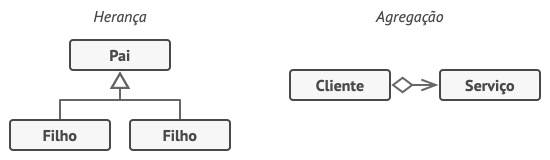 Herança
Pai
Filho
Filho
Agregação
Cliente
Serviço